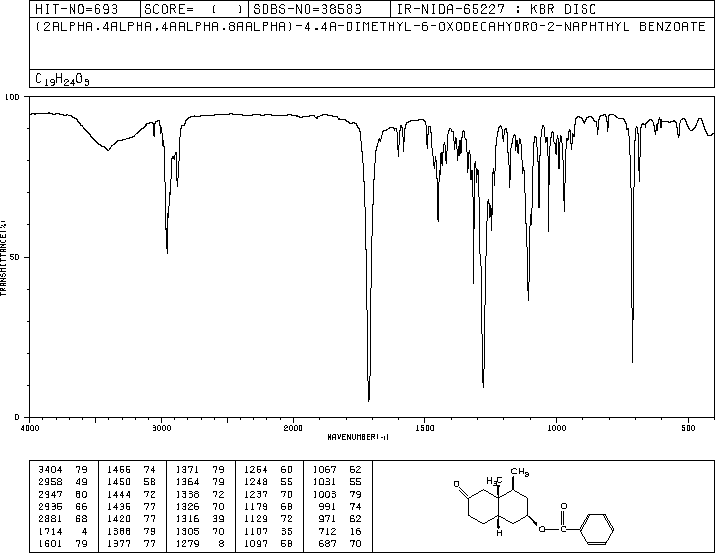 HIT-NO=693 SCORE= ( ) SDBS-NO=38583 IR-NIDA-65227 : KBR DISC
(2ALPHA,4ALPHA,4AALPHA,8AALPHA)-4,4A-DIMETHYL-6-OXODECAHYDRO-2-NAPHTHYL BENZOATE
C19H24O3
100
50
0
TRANSMITTANCE(%)
4000 3000 2000 1500 1000 500
WAVENUMBER(-1)
3404 79 1466 74 1371 79 1264 60 1067 62
2958 49 1450 58 1364 79 1248 55 1031 55
2947 60 1444 72 1338 72 1237 70 1003 79
2936 66 1436 77 1326 70 1179 68 991 74
2881 68 1420 77 1316 39 1129 72 971 62
1714 4 1388 79 1305 70 1107 35 712 16
1601 79 1377 77 1279 8 1097 58 687 70
O H3C CH3 H O C O